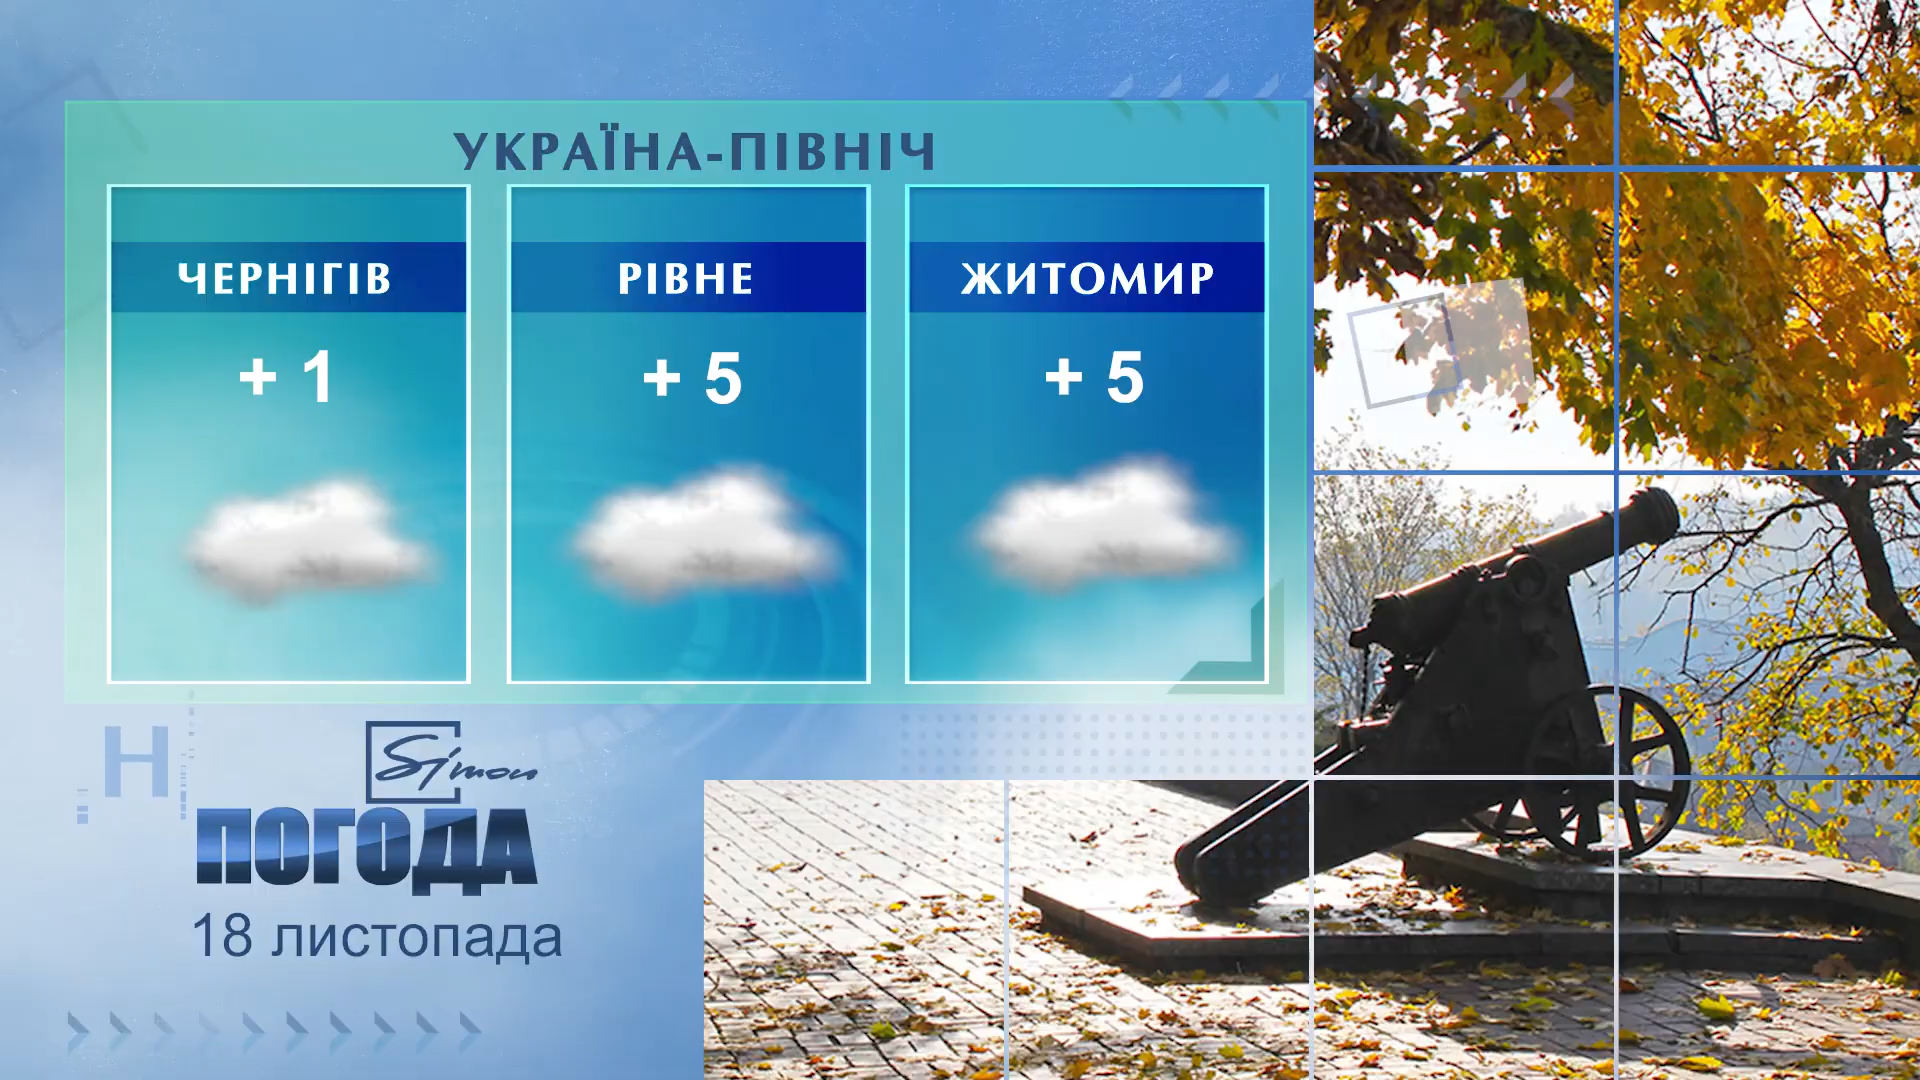 УКРАЇНА-ПІВНІЧ
ЧЕРНІГІВ
+ 1
РІВНЕ
+ 5
ЖИТОМИР
+ 5
Н
Simon
ПОГОДА
18 листопада